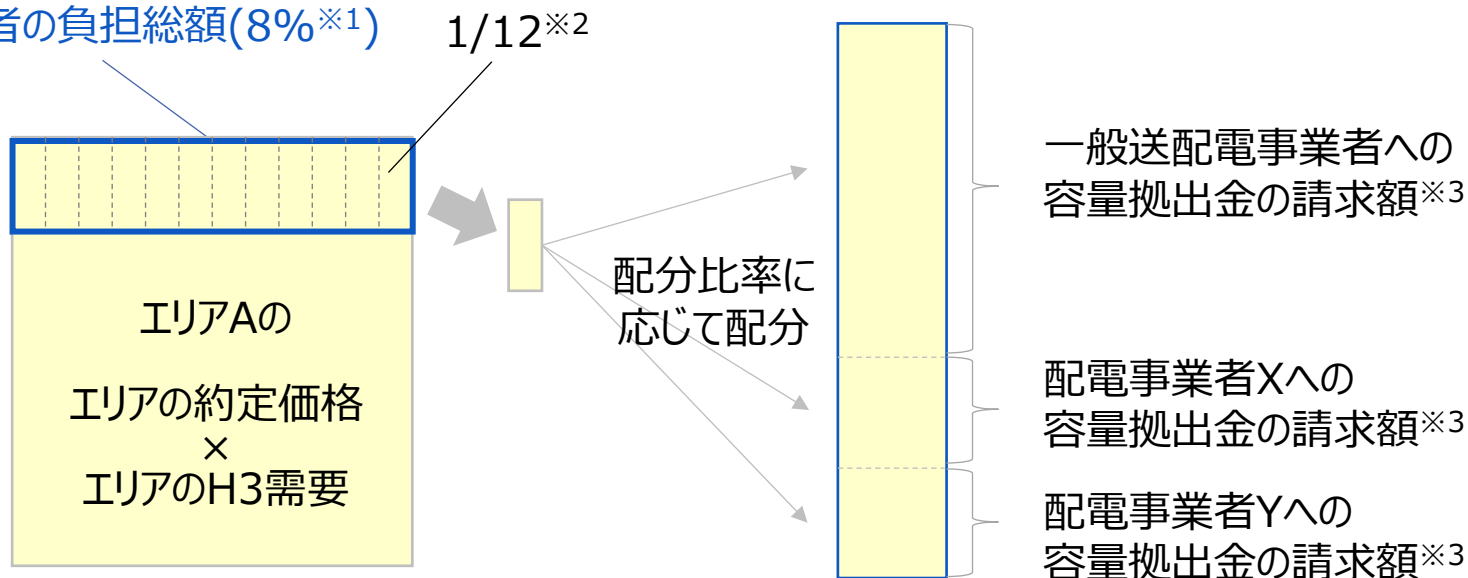 者の負担総額(8%※1)
1/12※2
エリアAの
エリアの約定価格
×
エリアのH3需要
配分比率に
応じて配分
一般送配電事業者への
容量拠出金の請求額※3
配電事業者Xへの
容量拠出金の請求額※3
配電事業者Yへの
容量拠出金の請求額※3